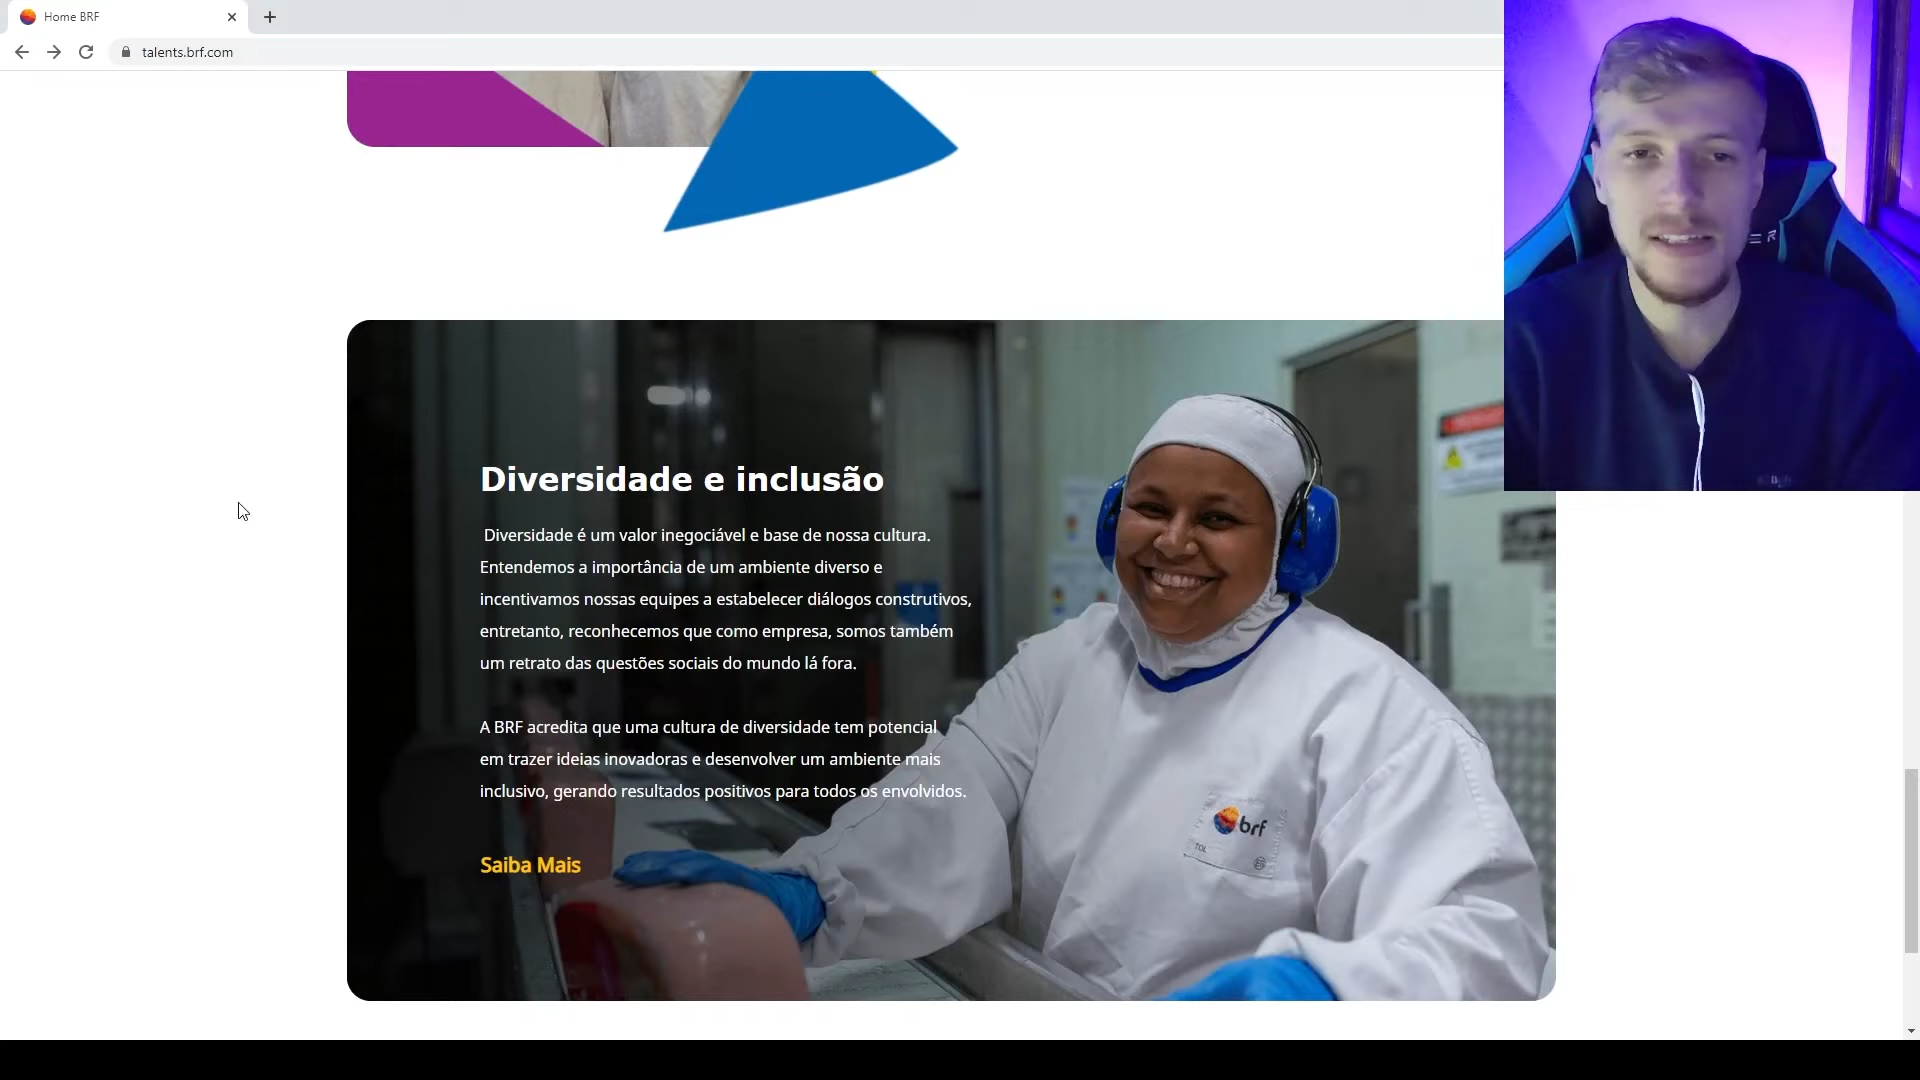 Home BRF
talents.brf.com
Diversidade e inclusão
Diversidade é um valor inegociável e base de nossa cultura.
Entendemos a importância de um ambiente diverso e
incentivamos nossas equipes a estabelecer diálogos construtivos,
entretanto, reconhecemos que como empresa, somos também
um retrato das questões sociais do mundo lá fora.
A BRF acredita que uma cultura de diversidade tem potencial
em trazer ideias inovadoras e desenvolver um ambiente mais
inclusivo, gerando resultados positivos para todos os envolvidos.
Saiba Mais
brf
TOL